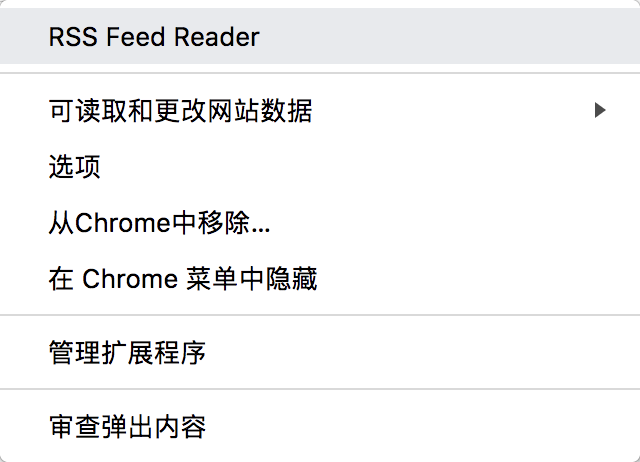 RSS Feed Reader
可读取和更改网站数据
选项
从Chrome中移除...
在 Chrome 菜单中隐藏
管理扩展程序
审查弹出内容